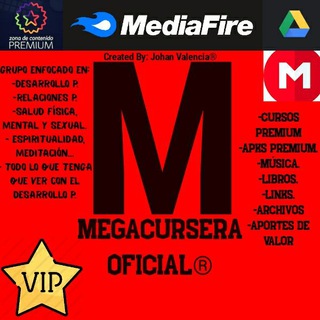 zona de contenido
PREMIUM
MediaFire
Created By: Johan Valencia®
GRUPO ENFOCADO EN:
-DESARROLLO P.
-RELACIONES P.
-SALUD FÍSICA,
MENTAL Y SEXUAL.
- ESPIRITUALIDAD,
MEDITACIÓN...
- TODO LO QUE TENGA
QUE VER CON EL
DESARROLLO P.
M
M
-CURSOS
PREMIUM
-APKS PREMIUM.
-MÚSICA.
-LIBROS.
-LINKS.
-ARCHIVOS
-APORTES DE
VALOR
MEGACURSERA
OFICIAL®
VIP